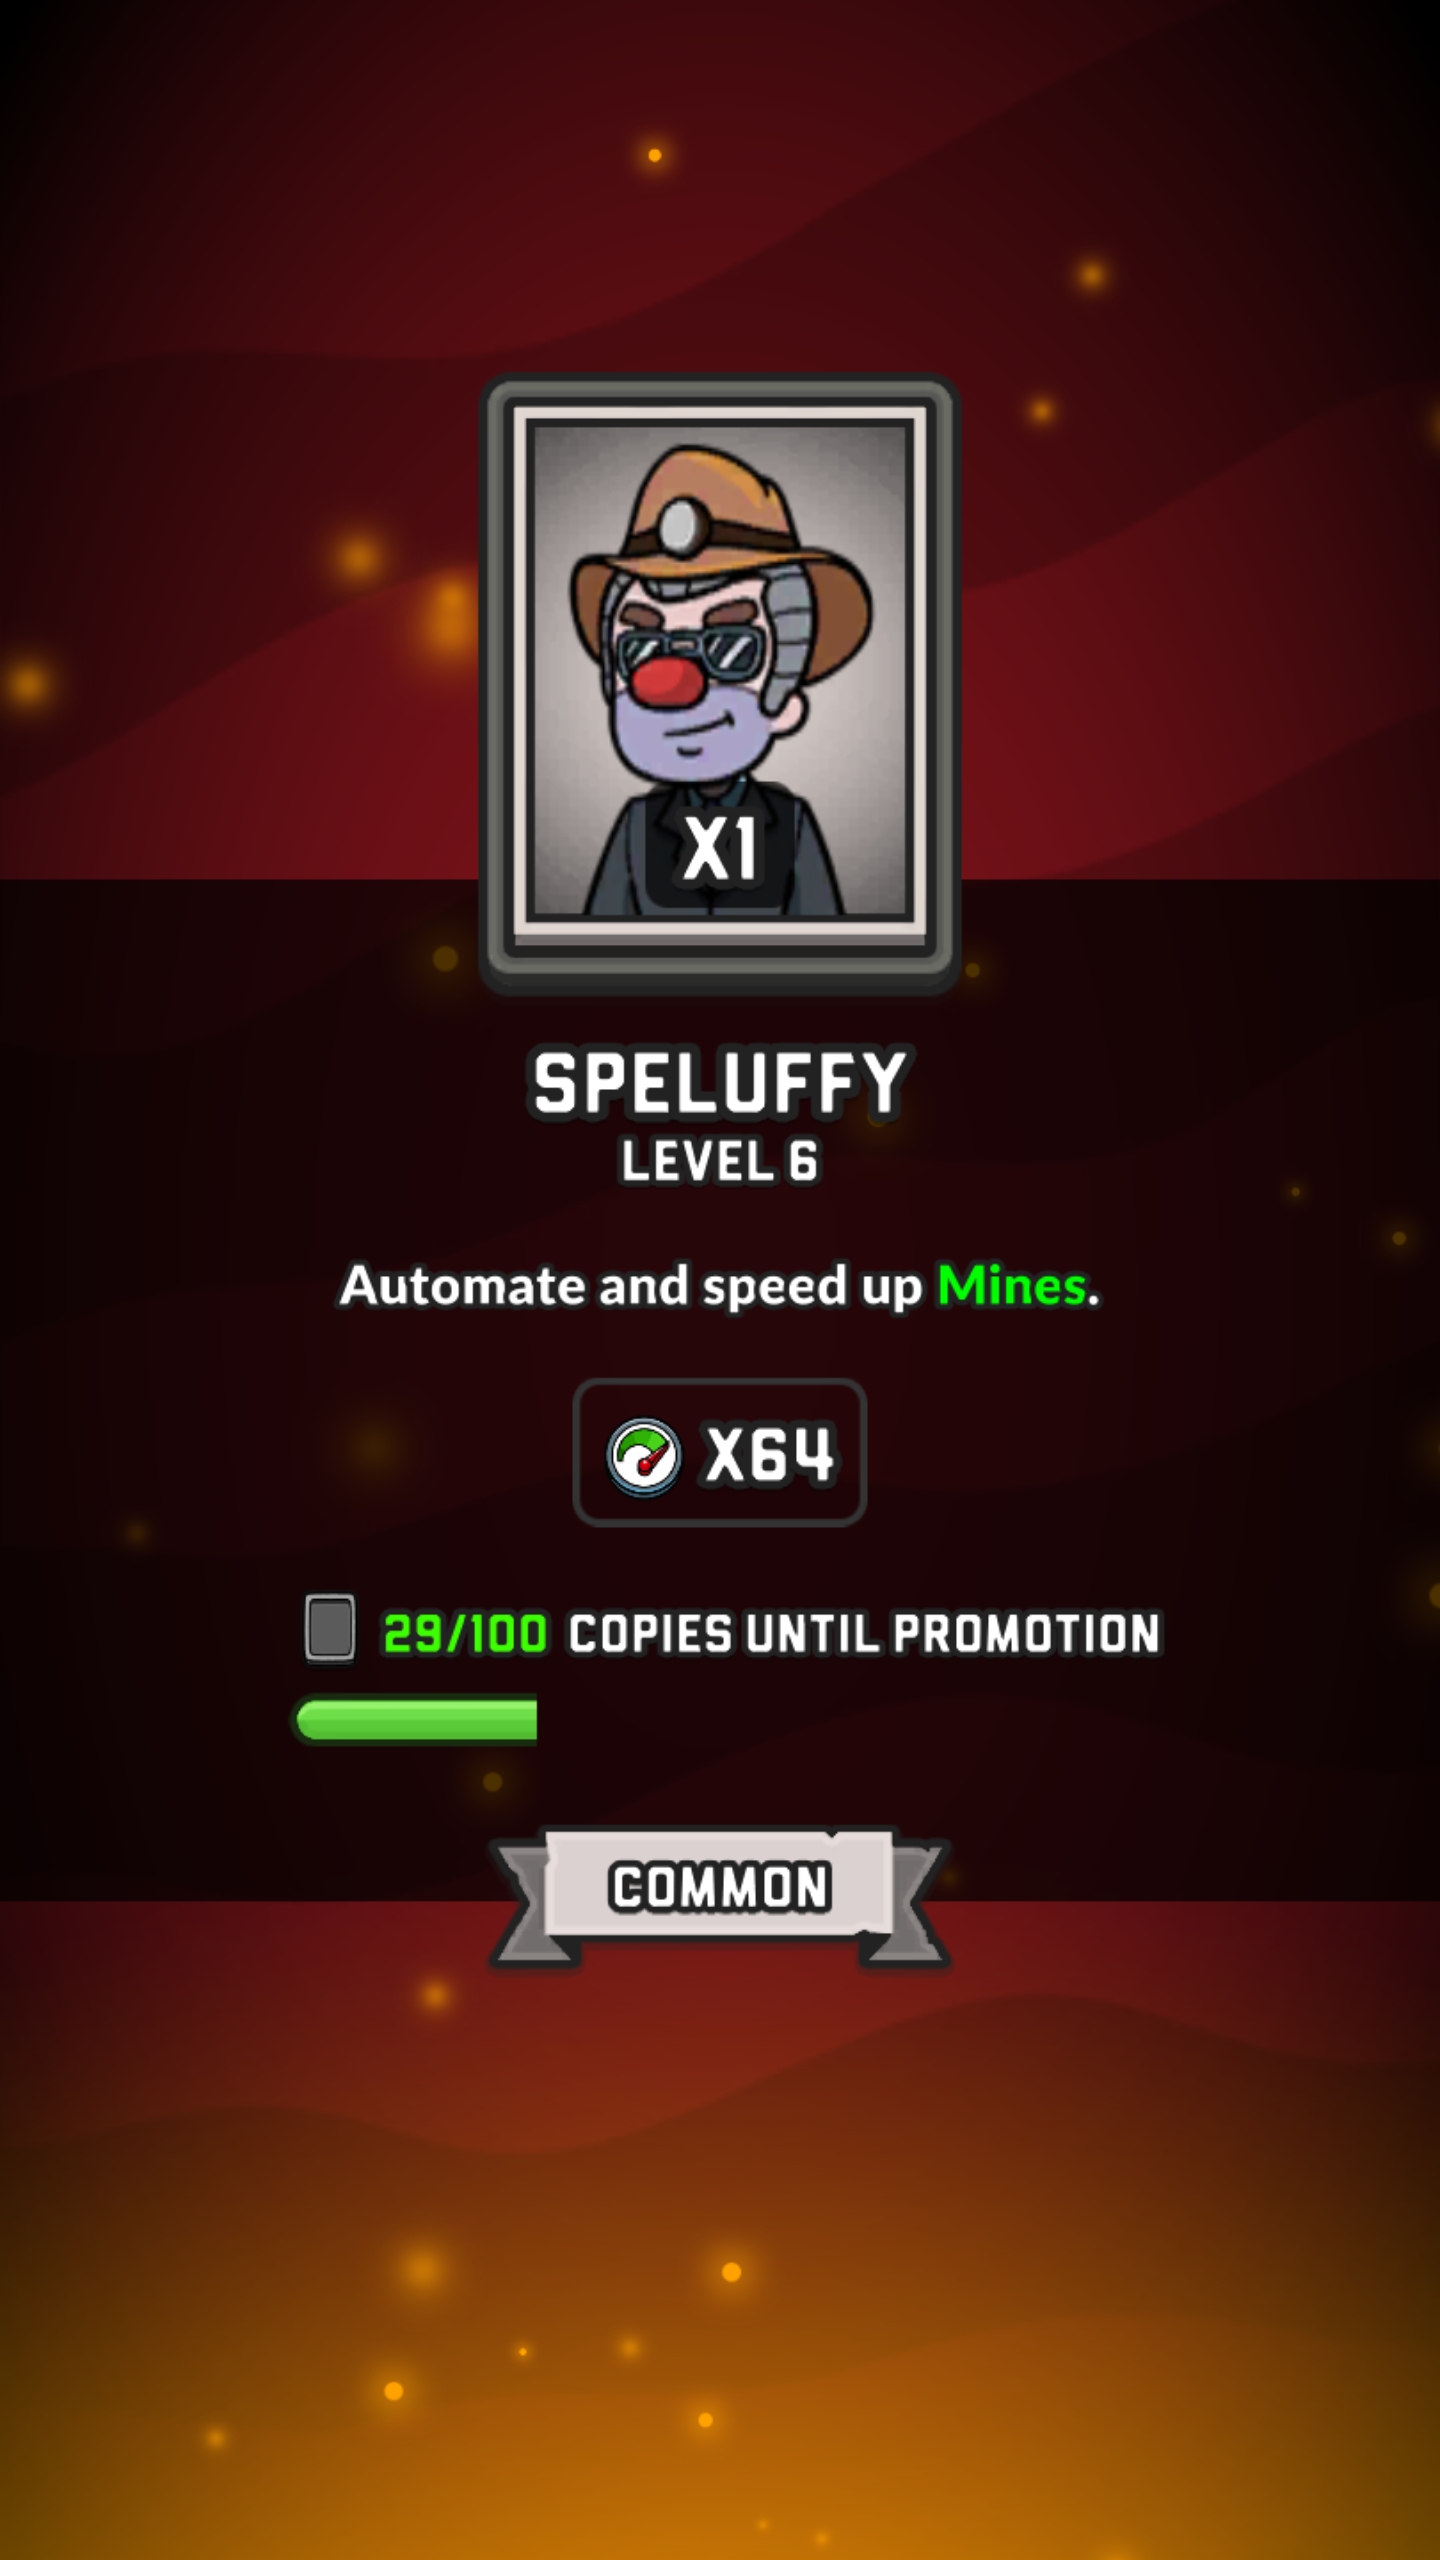 X1
SPELUFFY
LEVEL 6
Automate and speed up Mines.
X64
29/100 COPIES UNTIL PROMOTION
COMMON